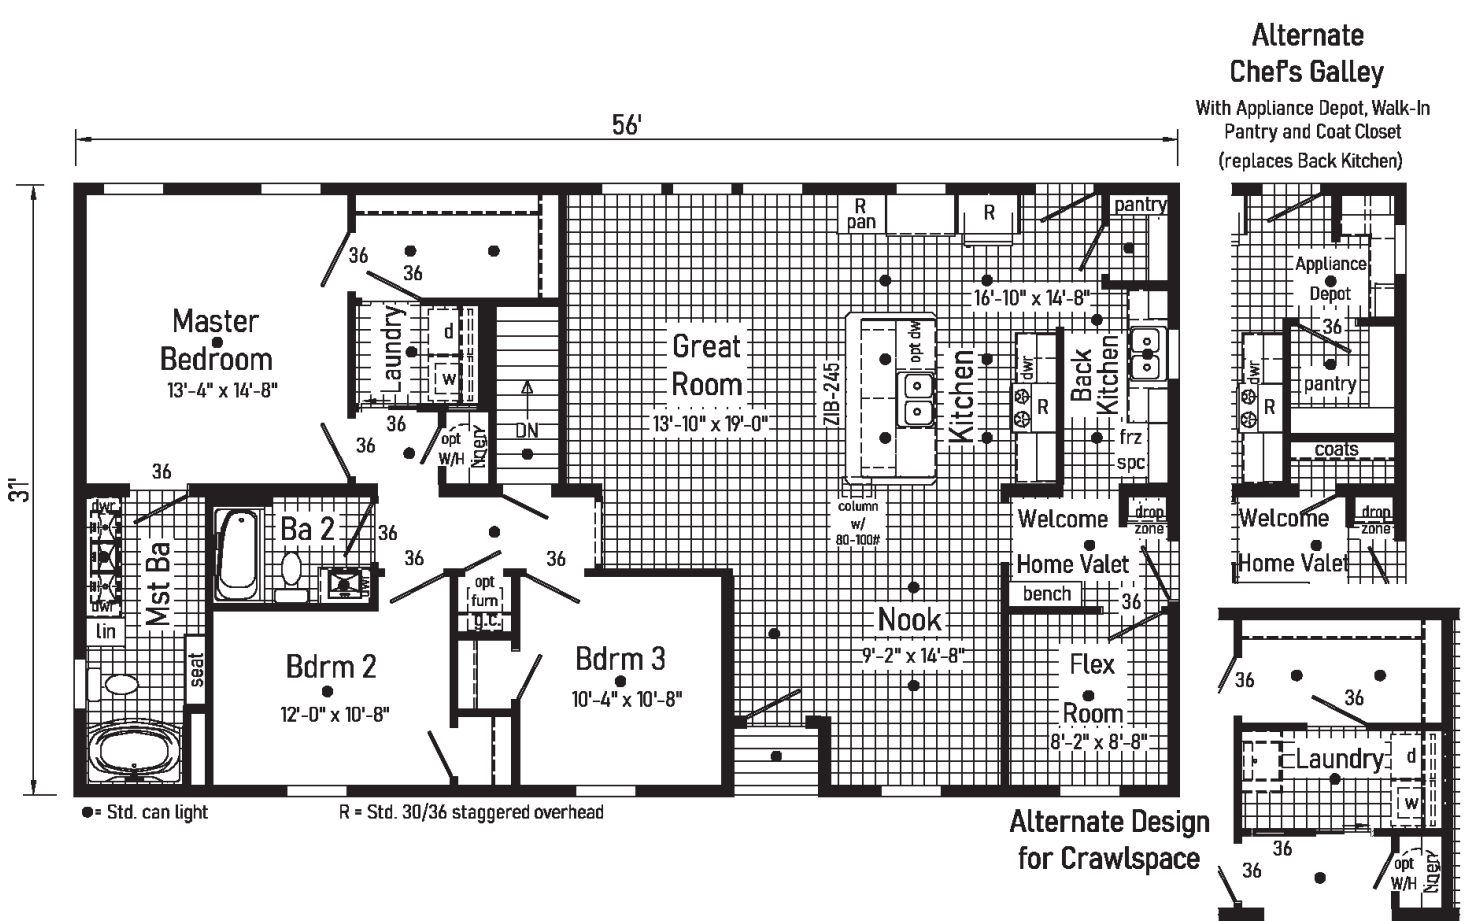 Alternate
Chef's Galley
With Appliance Depot, Walk-In
Pantry and Coat Closet
(replaces Back Kitchen)
56'
31'
R
pan
R
pantry
36
36
16'-10" x 14'-8"
Master
Bedroom
13'-4" x 14'-8"
Laundry
d
w
Great
Room
13'-10" x 19'-0"
ZIB-245
opt dw
Kitchen
dwr
R
Back
Kitchen
frz
spc
36
36
36
opt
W/H
linen
DN
column
w/
80-100#
dwr
dwr
lin
Mst Ba
seat
Ba 2
dwr
36
36
36
opt
furn
g.c.
Welcome
Home Valet
drop
zone
bench
36
Bdrm 2
12'-0" x 10'-8"
Bdrm 3
10'-4" x 10'-8"
Nook
9'-2" x 14'-8"
Flex
Room
8'-2" x 8'-8"
●= Std. can light
R = Std. 30/36 staggered overhead
Appliance
Depot
36
pantry
dwr
R
coats
Welcome
Home Valet
drop
zone
Alternate Design
for Crawlspace
36
36
Laundry
d
w
36
36
opt
W/H
linen